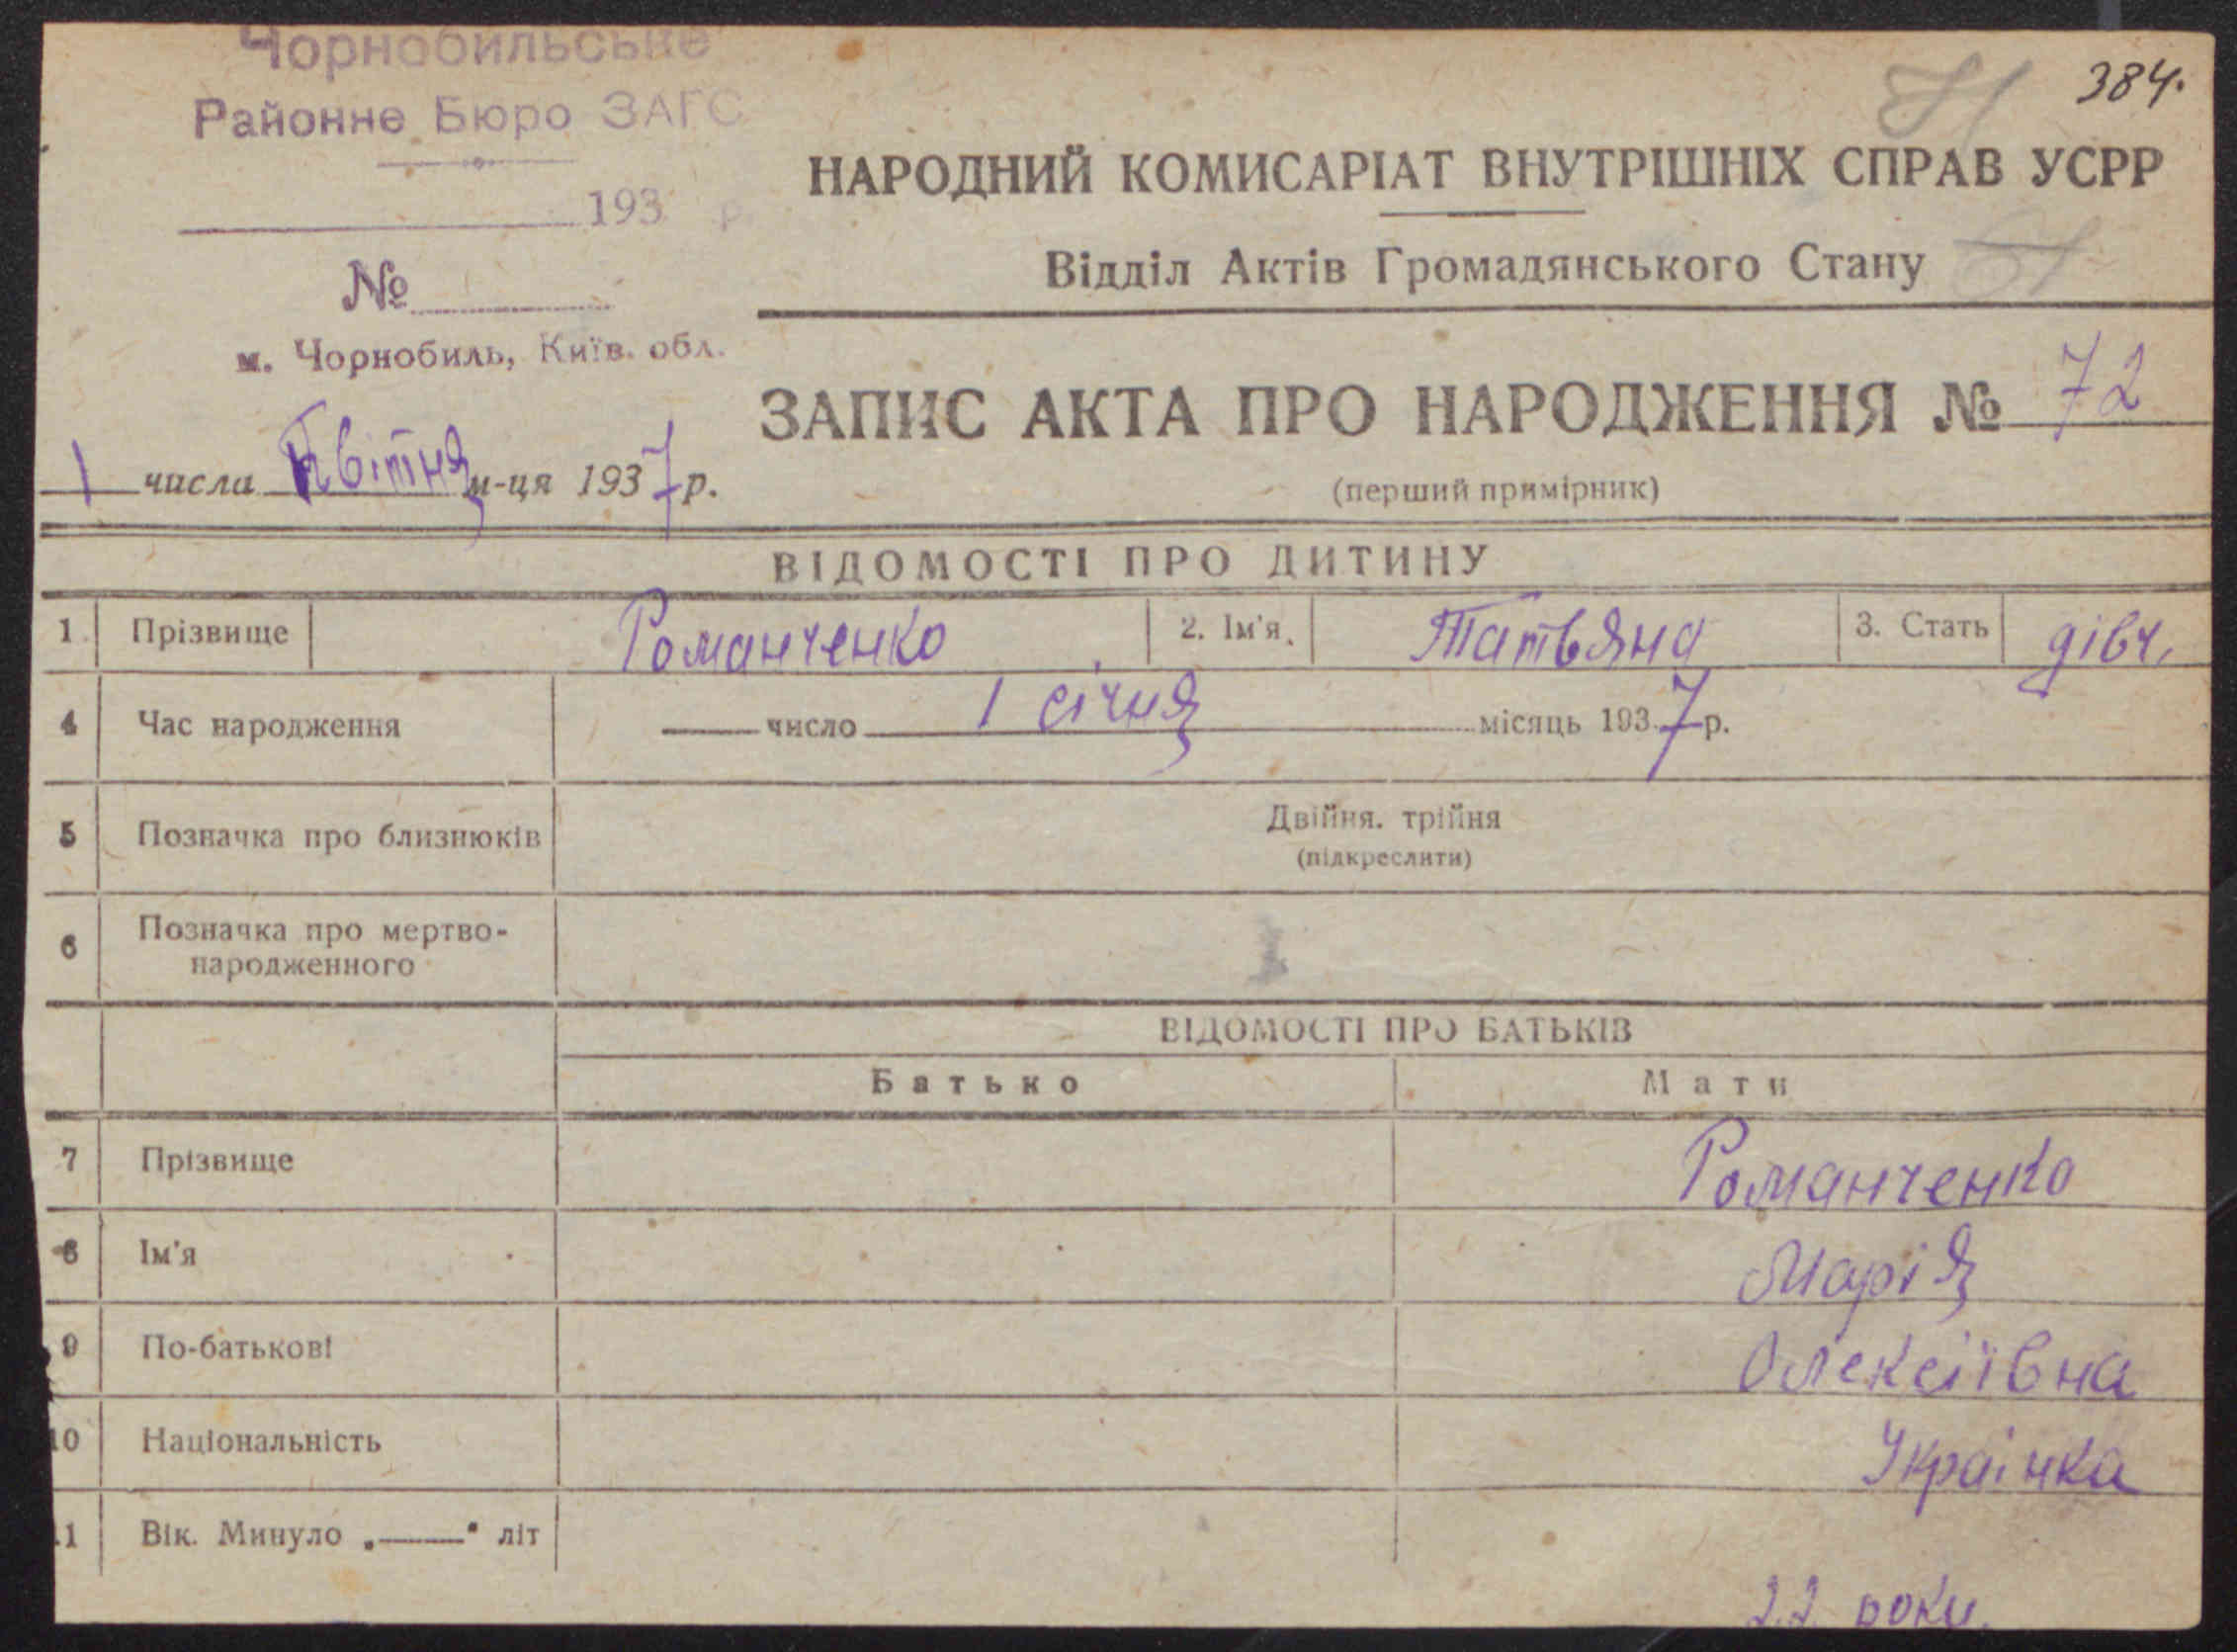 Чорнобильське
Районне Бюро ЗАГС
193 р.
№
м. Чорнобиль, Київ. обл.
1 числа Квітня м-ця 1937 р.
384.
НАРОДНИЙ КОМИСАРІАТ ВНУТРІШНІХ СПРАВ УСРР
Відділ Актів Громадянського Стану
ЗАПИС АКТА ПРО НАРОДЖЕННЯ № 72
(перший примірник)
ВІДОМОСТІ ПРО ДИТИНУ
1. Прізвище Романченко 2. Ім'я. Татьяна 3. Стать дівч.
4 Час народження число 1 січня місяць 1937 р.
5 Позначка про близнюків Двійня. трійня
(підкреслити)
6 Позначка про мертво-
народженного
ВІДОМОСТІ ПРО БАТЬКІВ
Батько Мати
7 Прізвище Романченко
8 Ім'я Марія
9 По-батькові Олексіївна
10 Національність Українка
11 Вік. Минуло „ " літ
22 роки.